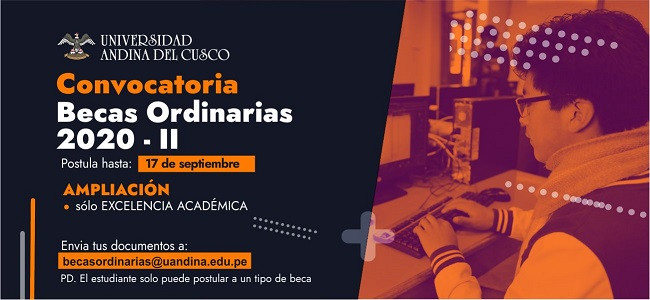 UNIVERSIDAD
ANDINA DEL CUSCO
Convocatoria
Becas Ordinarias
2020 - II
Postula hasta: 17 de septiembre
AMPLIACIÓN
• sólo EXCELENCIA ACADÉMICA
Envia tus documentos a:
becasordinarias@uandina.edu.pe
PD. El estudiante solo puede postular a un tipo de beca